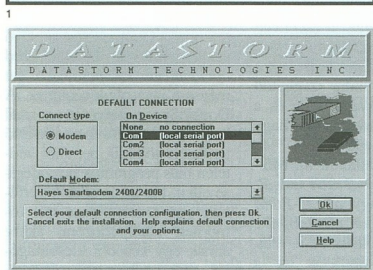 1
DATASTORM
DATASTORM TECHNOLOGIES INC.
DEFAULT CONNECTION
Connect type
On Device
Modem
Direct
None no connection
Com1 (local serial port)
Com2 (local serial port)
Com3 (local serial port)
Com4 (local serial port)
Default Modem:
Hayes Smartmodem 2400/2400B
Select your default connection configuration, then press Ok.
Cancel exits the installation. Help explains default connection
and your options.
Ok
Cancel
Help